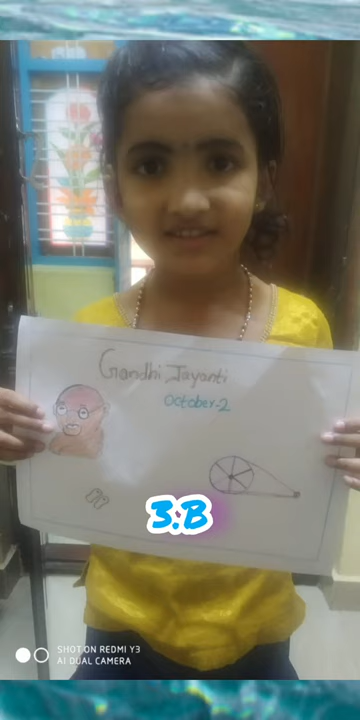 Gandhi Jayanti
October-2
3.B
SHOT ON REDMI Y3
AI DUAL CAMERA